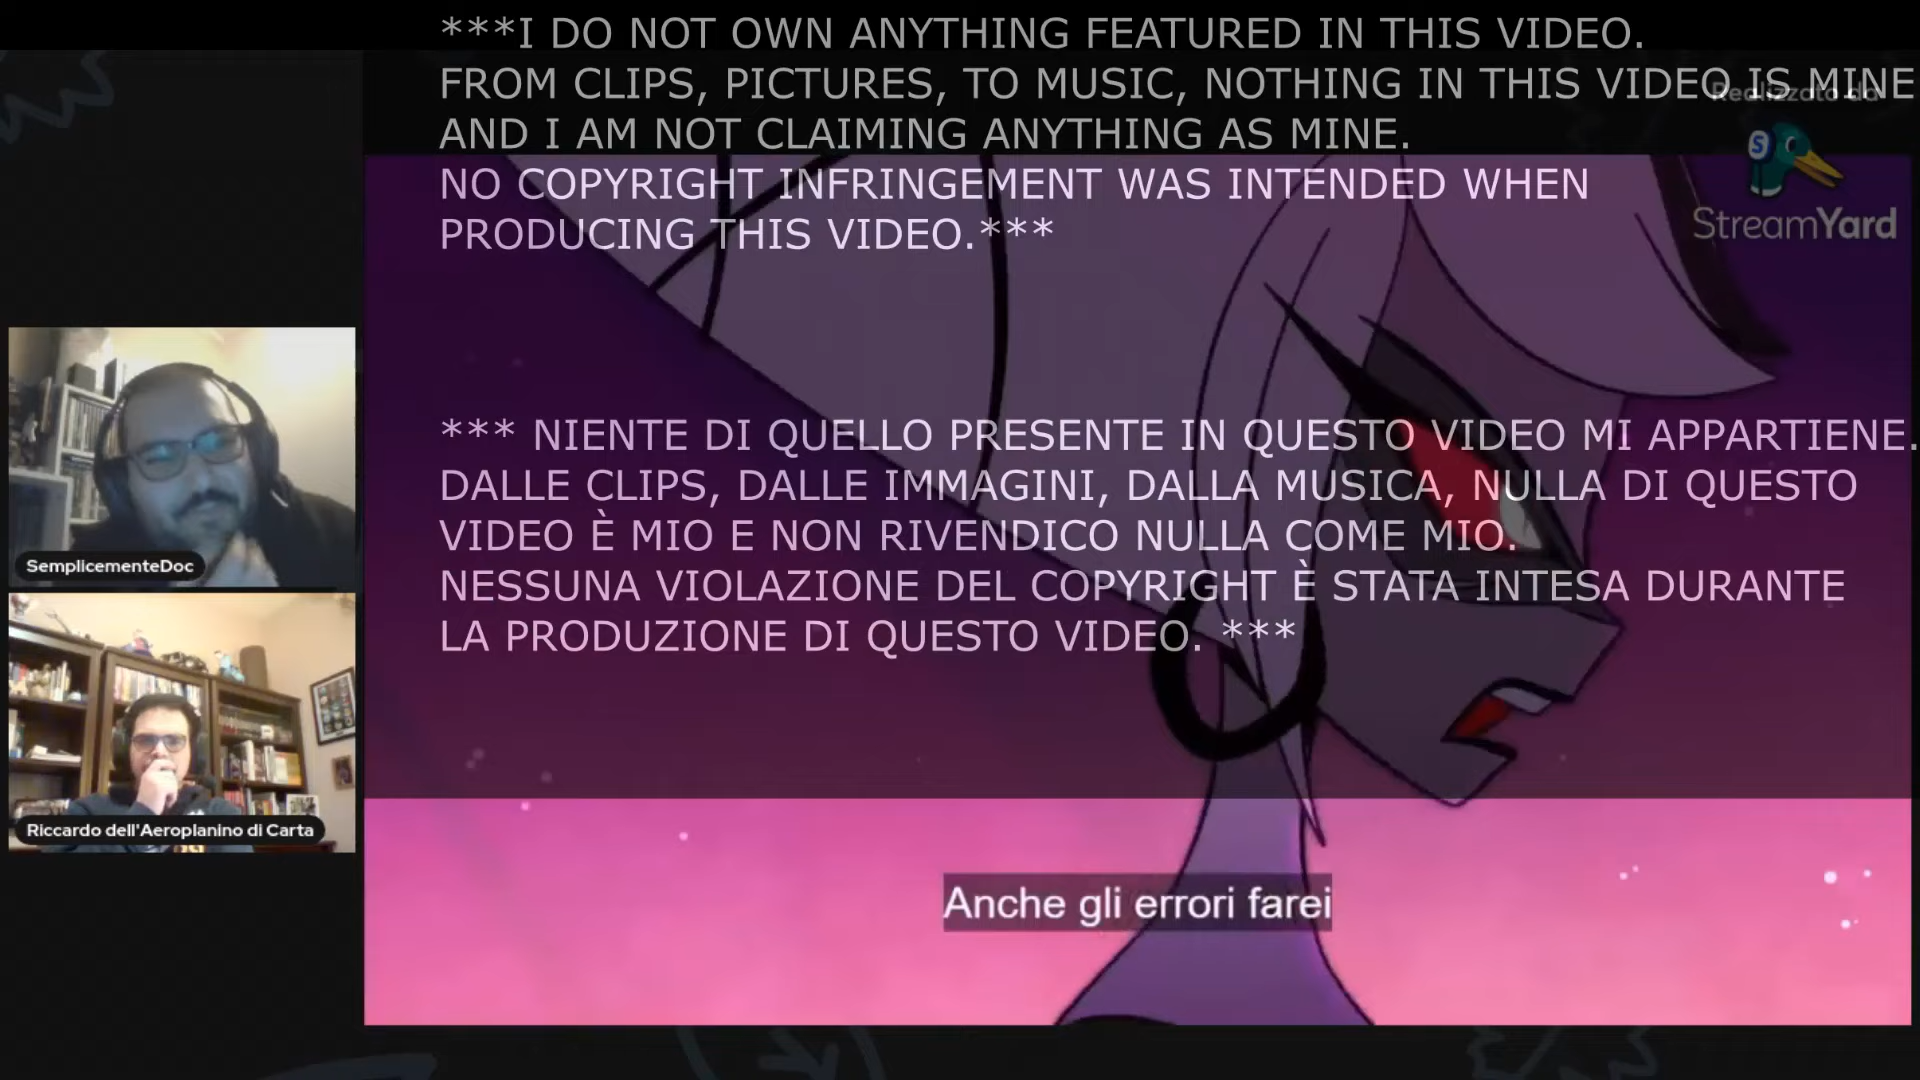 ***I DO NOT OWN ANYTHING FEATURED IN THIS VIDEO.
FROM CLIPS, PICTURES, TO MUSIC, NOTHING IN THIS VIDEO IS MINE
AND I AM NOT CLAIMING ANYTHING AS MINE.
NO COPYRIGHT INFRINGEMENT WAS INTENDED WHEN
PRODUCING THIS VIDEO.***
Realizzato da
S
StreamYard
*** NIENTE DI QUELLO PRESENTE IN QUESTO VIDEO MI APPARTIENE.
DALLE CLIPS, DALLE IMMAGINI, DALLA MUSICA, NULLA DI QUESTO
VIDEO È MIO E NON RIVENDICO NULLA COME MIO.
NESSUNA VIOLAZIONE DEL COPYRIGHT È STATA INTESA DURANTE
LA PRODUZIONE DI QUESTO VIDEO. ***
SemplicementeDoc
Riccardo dell'Aeroplanino di Carta
Anche gli errori farei